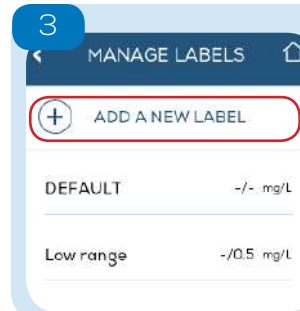 3
MANAGE LABELS
ADD A NEW LABEL
DEFAULT -/- mg/L
Low range -/0.5 mg/L